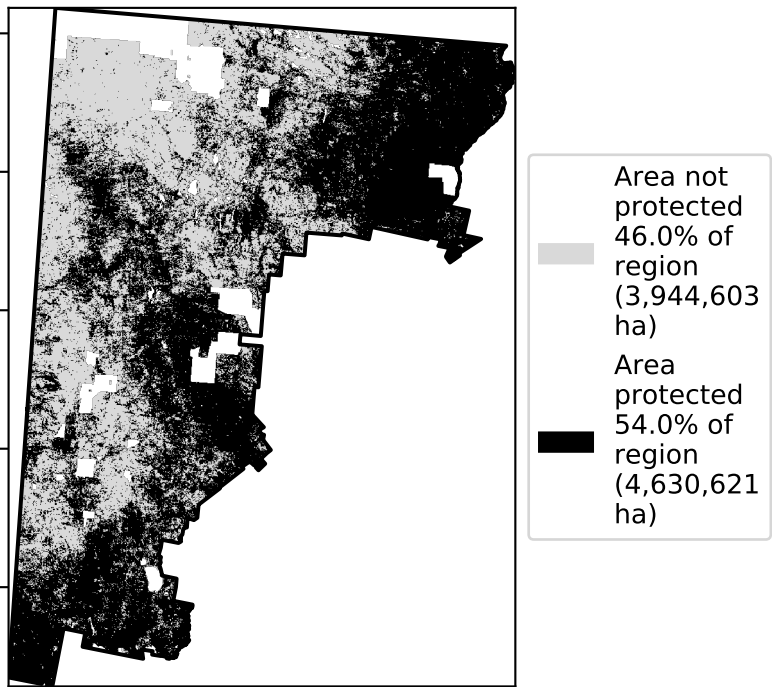 Area not
protected
46.0% of
region
(3,944,603
ha)
Area
protected
54.0% of
region
(4,630,621
ha)